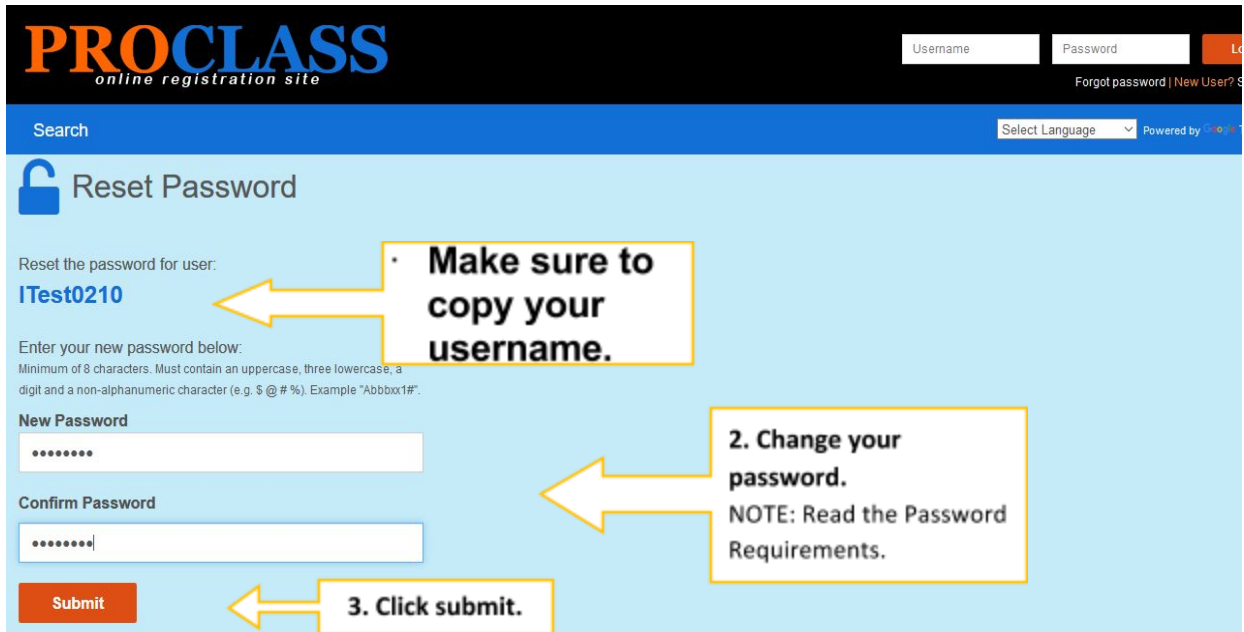 PROCLASS
online registration site
Username
Password
Forgot password | New User?
Search
Select Language
Powered by Google
Reset Password
Reset the password for user:
ITest0210
· Make sure to
copy your
username.
Enter your new password below:
Minimum of 8 characters. Must contain an uppercase, three lowercase, a
digit and a non-alphanumeric character (e.g. $ @ # %). Example "Abbbxx1#".
New Password
••••••••
2. Change your
password.
NOTE: Read the Password
Requirements.
Confirm Password
••••••••
Submit
3. Click submit.